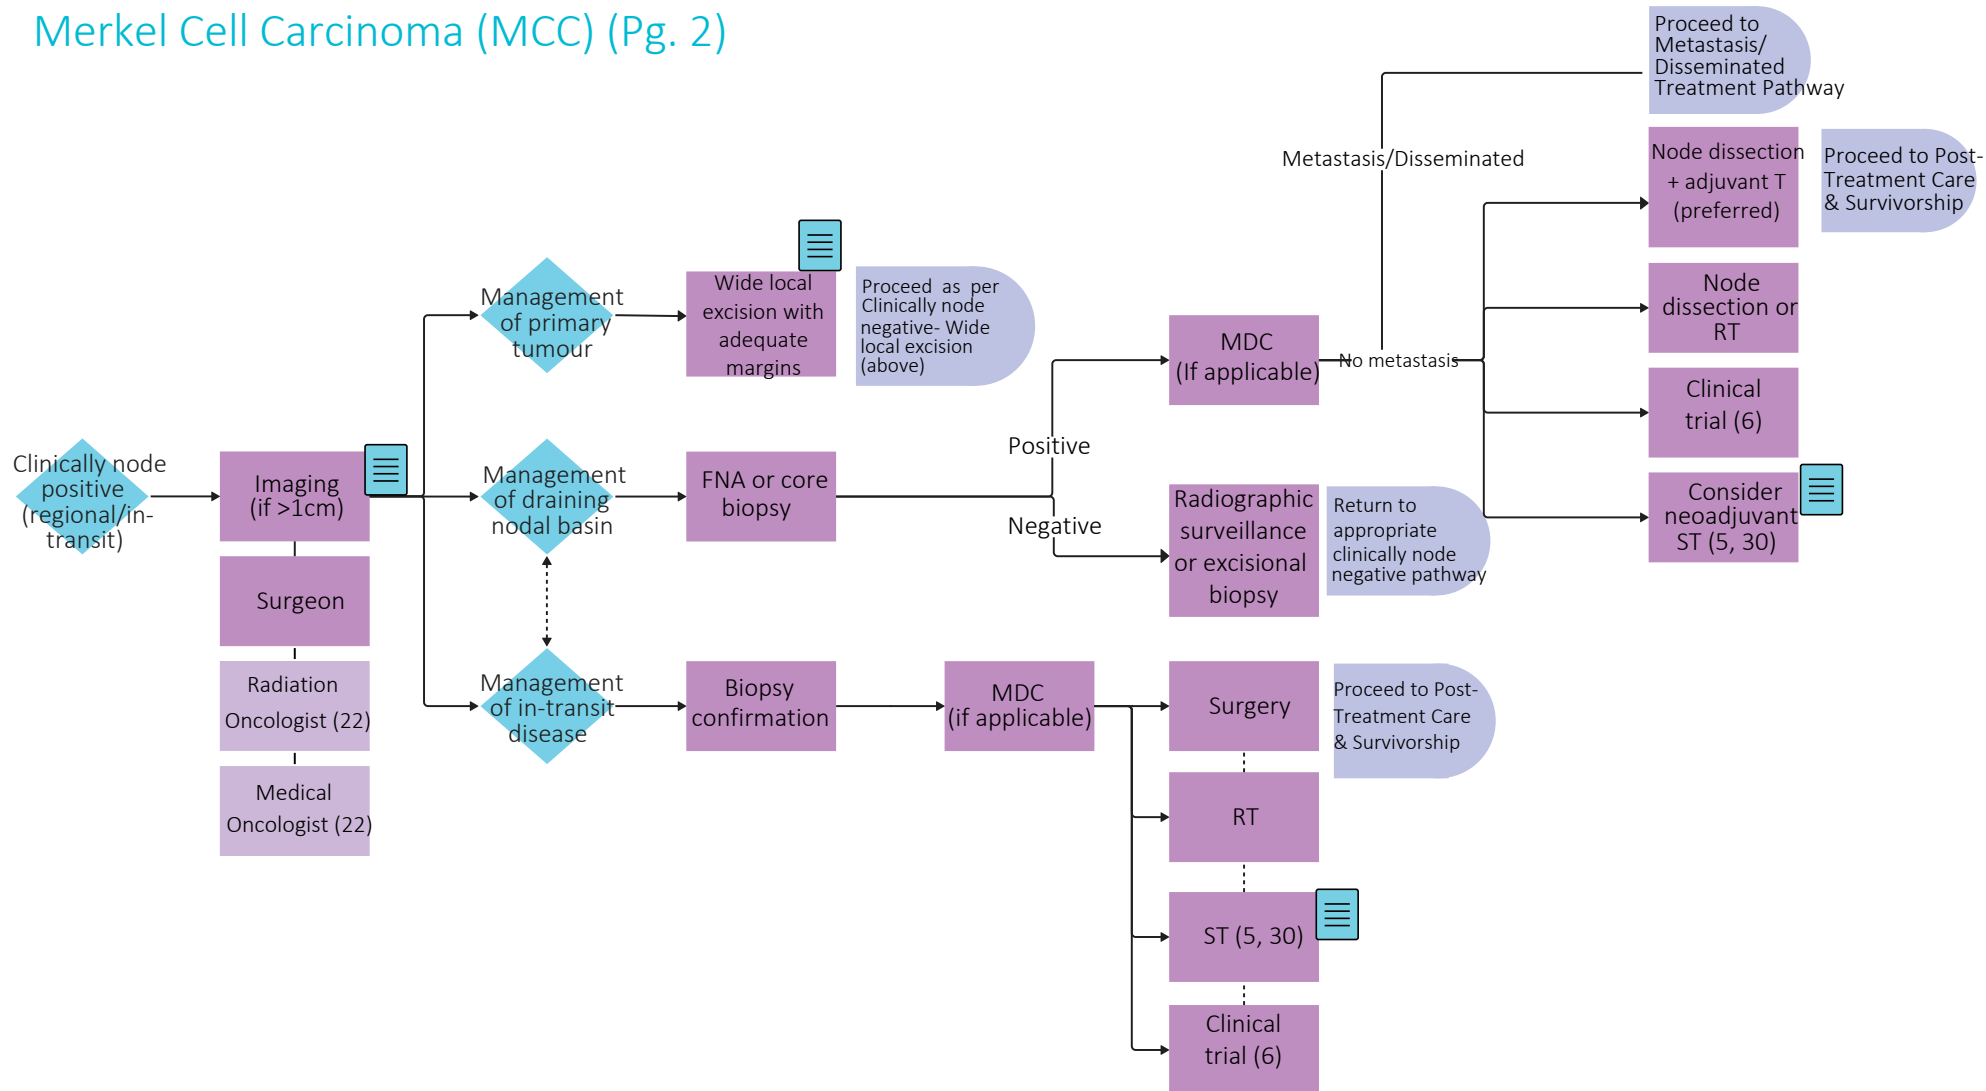 Merkel Cell Carcinoma (MCC) (Pg. 2)
Clinically node
positive
(regional/in-
transit)
Imaging
(if >1cm)
Surgeon
Radiation
Oncologist (22)
Medical
Oncologist (22)
Management
of primary
tumour
Wide local
excision with
adequate
margins
Proceed as per
Clinically node
negative- Wide
local excision
(above)
Management
of draining
nodal basin
FNA or core
biopsy
Positive
Negative
MDC
(If applicable)
Metastasis/Disseminated
No metastasis
Proceed to
Metastasis/
Disseminated
Treatment Pathway
Node dissection
+ adjuvant T
(preferred)
Proceed to Post-
Treatment Care
& Survivorship
Node
dissection or
RT
Clinical
trial (6)
Consider
neoadjuvant
ST (5, 30)
Radiographic
surveillance
or excisional
biopsy
Return to
appropriate
clinically node
negative pathway
Management
of in-transit
disease
Biopsy
confirmation
MDC
(if applicable)
Surgery
Proceed to Post-
Treatment Care
& Survivorship
RT
ST (5, 30)
Clinical
trial (6)